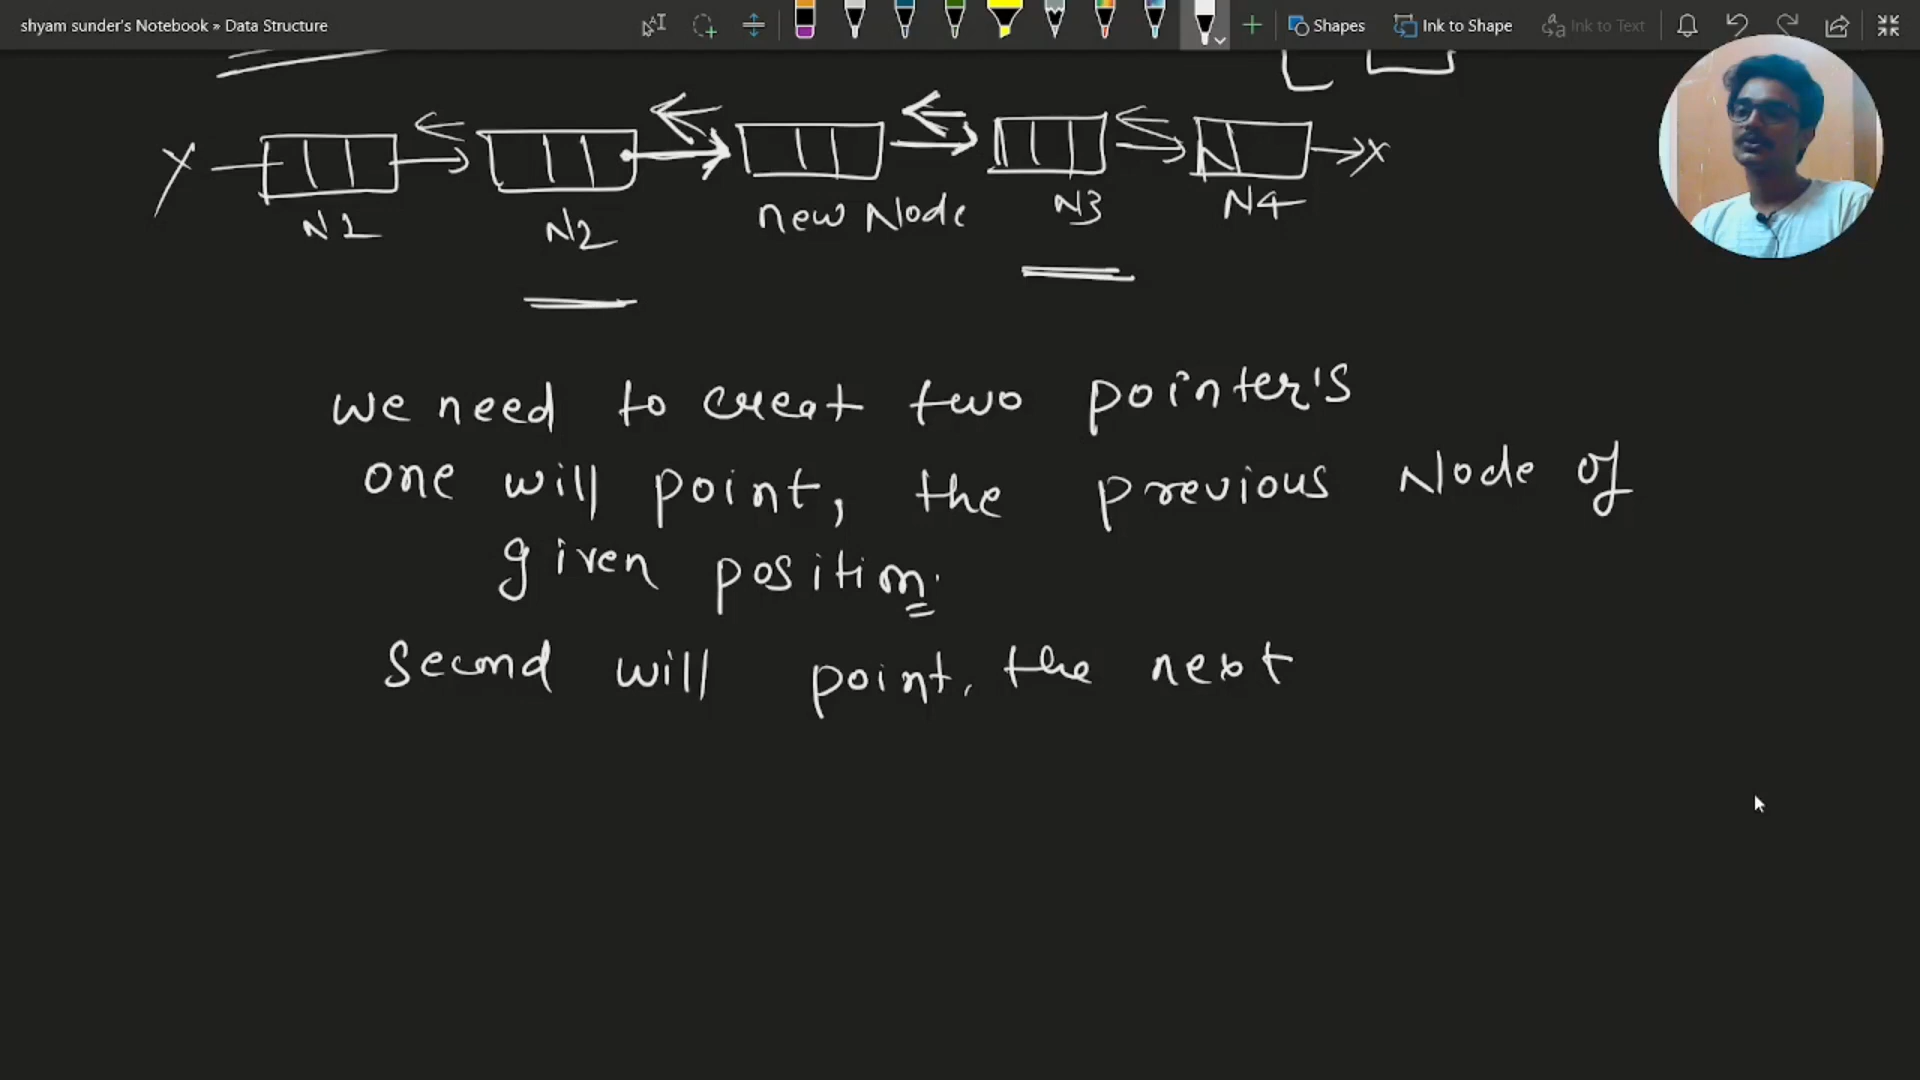 shyam sunder's Notebook » Data Structure
Shapes
Ink to Shape
Ink to Text
X
X
N1
N2
new Node
N3
N4
we need to creat two pointer's
one will point, the previous Node of
given position.
Second will point, the next